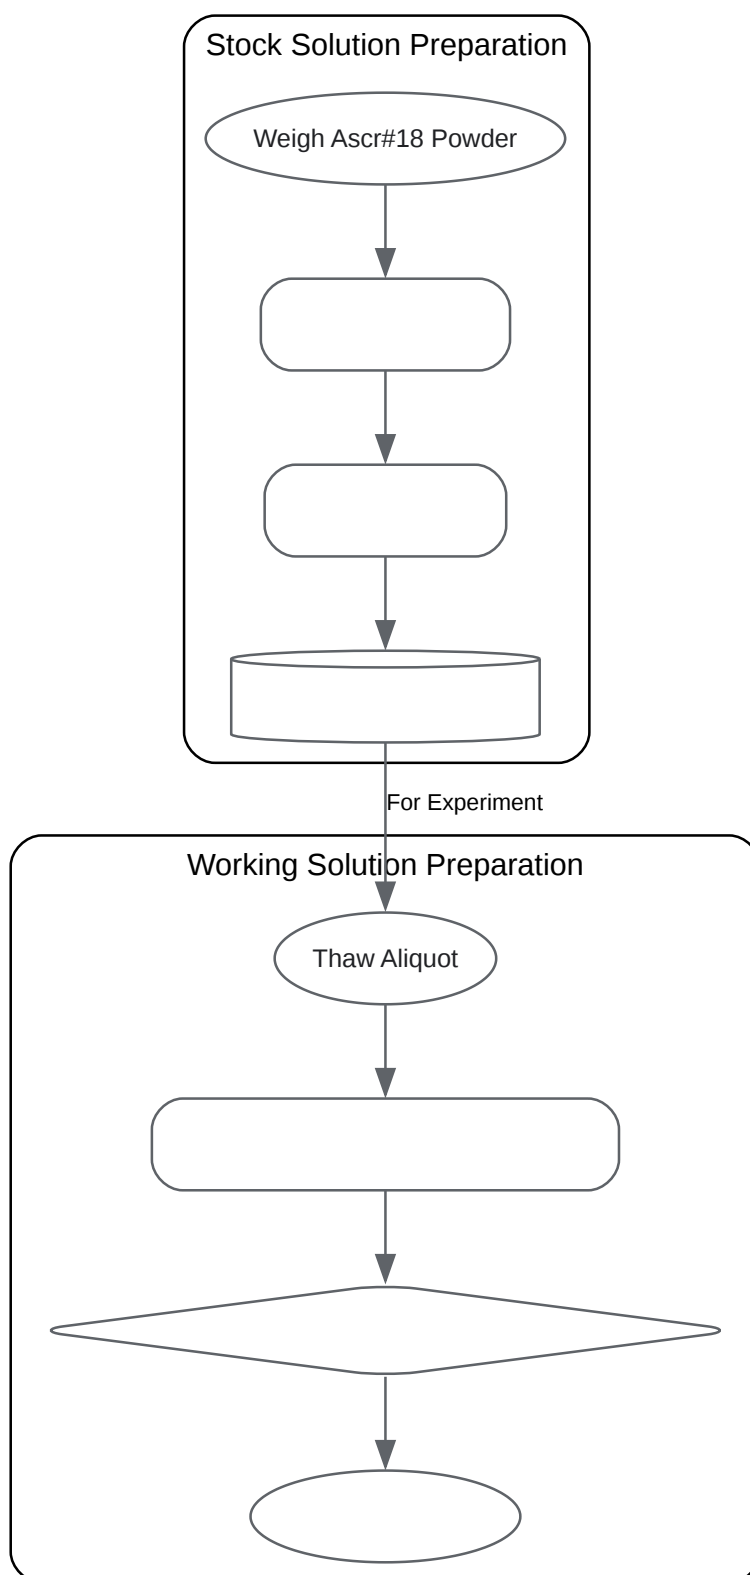 Stock Solution Preparation
Weigh Ascr#18 Powder
For Experiment
Working Solution Preparation
Thaw Aliquot